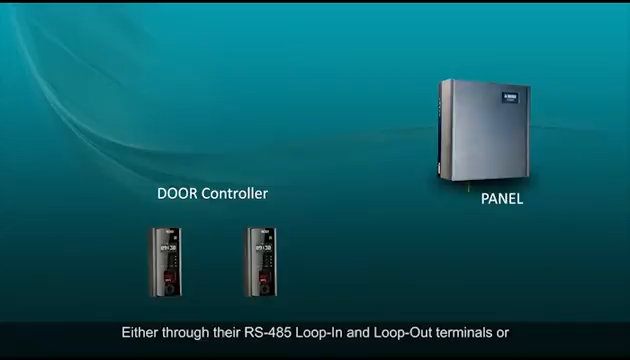 DOOR Controller
PANEL
Either through their RS-485 Loop-In and Loop-Out terminals or